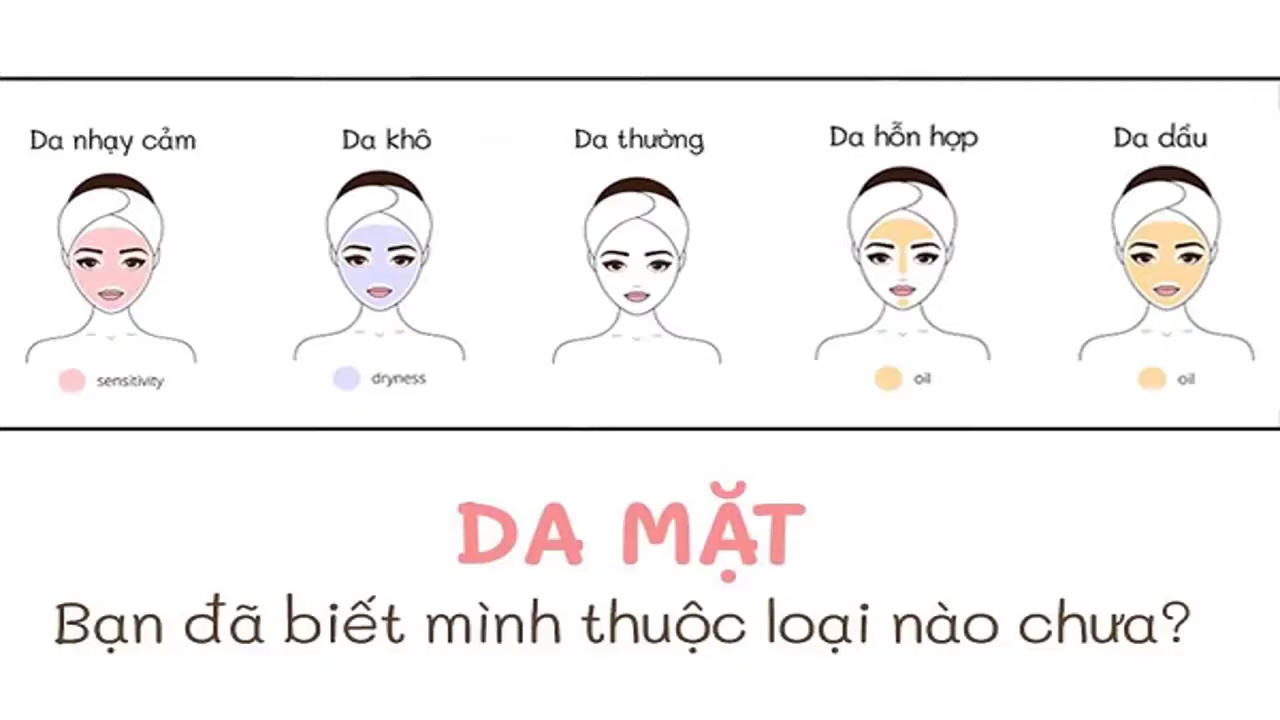 Da nhạy cảm
Da khô
Da thường
Da hỗn hợp
Da dầu
sensitivity
dryness
oil
oil
DA MẶT
Bạn đã biết mình thuộc loại nào chưa?